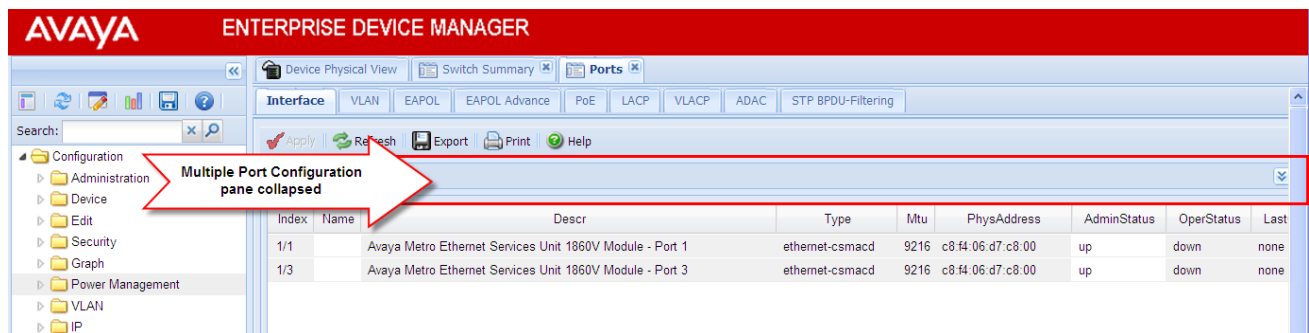 AVAYA ENTERPRISE DEVICE MANAGER
Device Physical View Switch Summary Ports
Interface VLAN EAPOL EAPOL Advance PoE LACP VLACP ADAC STP BPDU-Filtering
Search:
Apply Refresh Export Print Help
Configuration
Administration
Device
Edit
Security
Graph
Power Management
VLAN
IP
Multiple Port Configuration
pane collapsed
Index Name Descr Type Mtu PhysAddress AdminStatus OperStatus Last
1/1 Avaya Metro Ethernet Services Unit 1860V Module - Port 1 ethernet-csmacd 9216 c8:f4:06:d7:c8:00 up down none
1/3 Avaya Metro Ethernet Services Unit 1860V Module - Port 3 ethernet-csmacd 9216 c8:f4:06:d7:c8:00 up down none